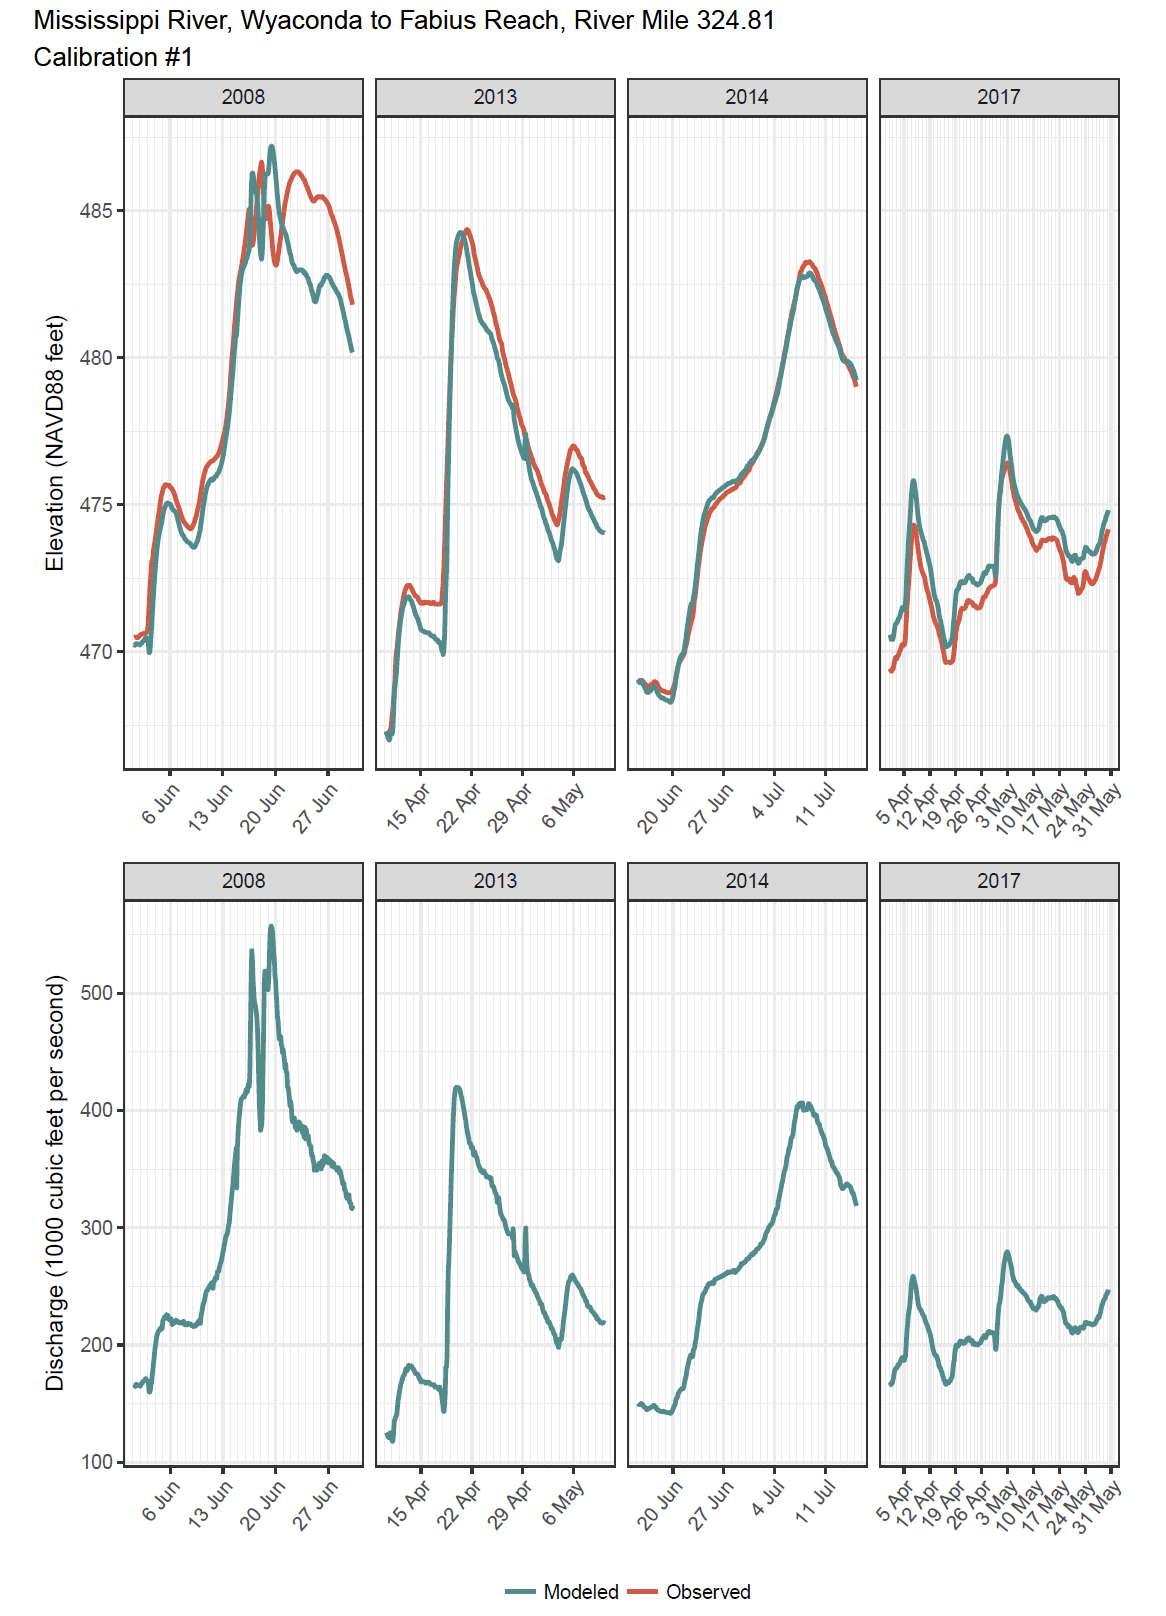 Mississippi River, Wyaconda to Fabius Reach, River Mile 324.81
Calibration #1
2008 2013 2014 2017
Elevation (NAVD88 feet)
485
480
475
470
6 Jun 13 Jun 20 Jun 27 Jun 15 Apr 22 Apr 29 Apr 6 May 20 Jun 27 Jun 4 Jul 11 Jul 5 Apr 12 Apr 19 Apr 26 Apr 3 May 10 May 17 May 24 May 31 May
2008 2013 2014 2017
Discharge (1000 cubic feet per second)
500
400
300
200
100
6 Jun 13 Jun 20 Jun 27 Jun 15 Apr 22 Apr 29 Apr 6 May 20 Jun 27 Jun 4 Jul 11 Jul 5 Apr 12 Apr 19 Apr 26 Apr 3 May 10 May 17 May 24 May 31 May
Modeled Observed